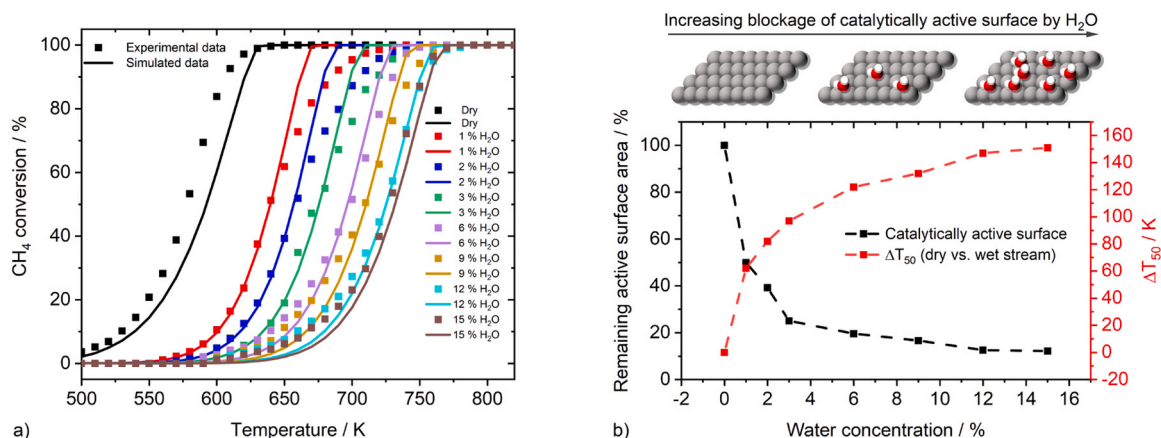 CH4 conversion / %
100
80
60
40
20
0
Experimental data
Simulated data
Dry
Dry
1 % H2O
1 % H2O
2 % H2O
2 % H2O
3 % H2O
3 % H2O
6 % H2O
6 % H2O
9 % H2O
9 % H2O
12 % H2O
12 % H2O
15 % H2O
15 % H2O
500 550 600 650 700 750 800
a) Temperature / K
Increasing blockage of catalytically active surface by H2O
Remaining active surface area / %
100
80
60
40
20
0
Catalytically active surface
ΔT50 (dry vs. wet stream)
160
140
120
100
80
60
40
20
0
-20
ΔT50 / K
-2 0 2 4 6 8 10 12 14 16
b) Water concentration / %